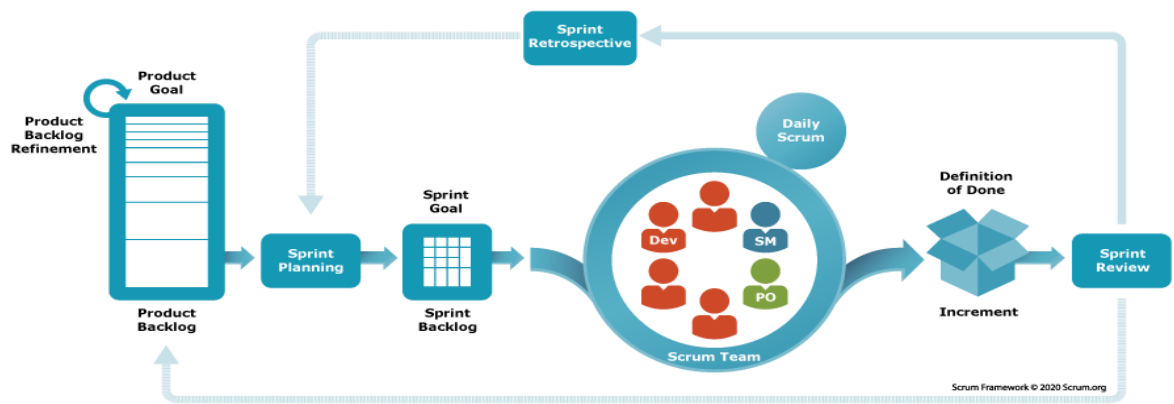 Sprint
Retrospective
Product
Goal
Product
Backlog
Refinement
Daily
Scrum
Sprint
Goal
Definition
of Done
Dev
SM
Sprint
Planning
Sprint
Review
PO
Product
Backlog
Sprint
Backlog
Increment
Scrum Team
Scrum Framework © 2020 Scrum.org